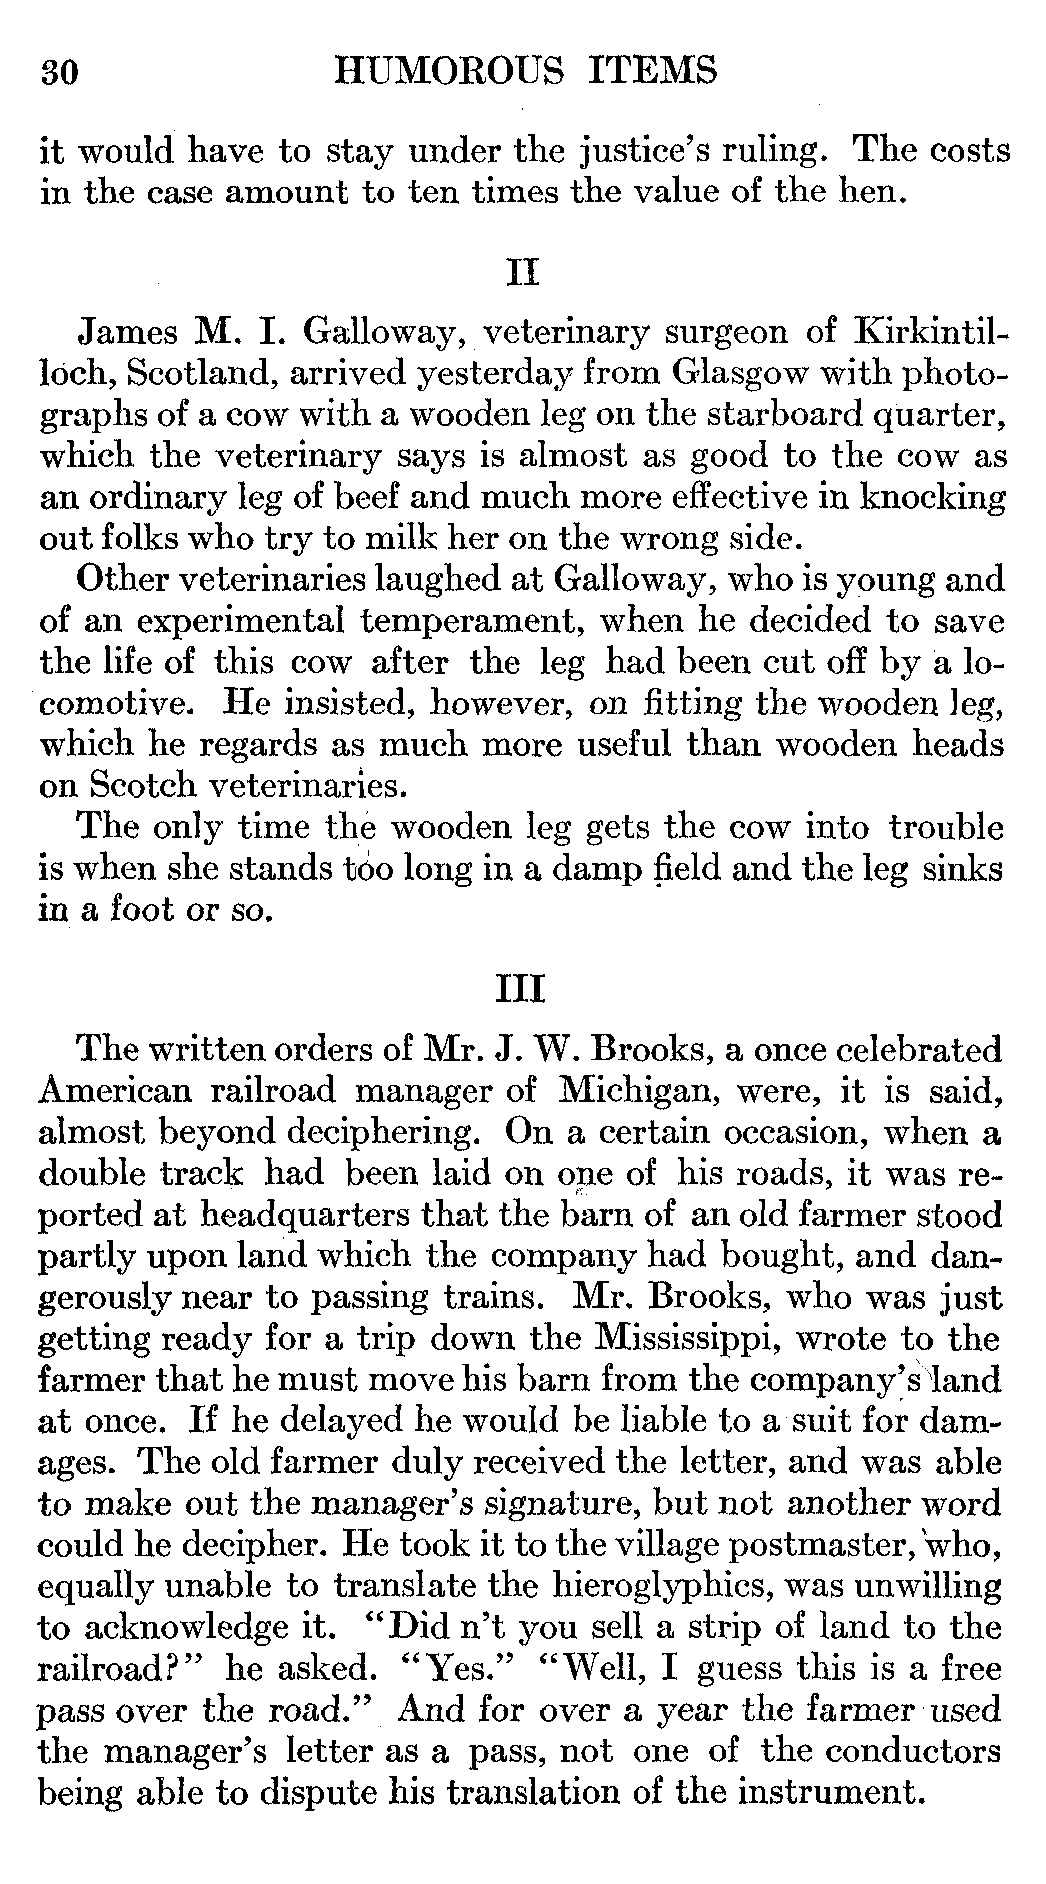 30 HUMOROUS ITEMS
it would have to stay under the justice's ruling. The costs
in the case amount to ten times the value of the hen.
II
James M. I. Galloway, veterinary surgeon of Kirkintil-
loch, Scotland, arrived yesterday from Glasgow with photo-
graphs of a cow with a wooden leg on the starboard quarter,
which the veterinary says is almost as good to the cow as
an ordinary leg of beef and much more effective in knocking
out folks who try to milk her on the wrong side.
Other veterinaries laughed at Galloway, who is young and
of an experimental temperament, when he decided to save
the life of this cow after the leg had been cut off by a lo-
comotive. He insisted, however, on fitting the wooden leg,
which he regards as much more useful than wooden heads
on Scotch veterinaries.
The only time the wooden leg gets the cow into trouble
is when she stands too long in a damp field and the leg sinks
in a foot or so.
III
The written orders of Mr. J. W. Brooks, a once celebrated
American railroad manager of Michigan, were, it is said,
almost beyond deciphering. On a certain occasion, when a
double track had been laid on one of his roads, it was re-
ported at headquarters that the barn of an old farmer stood
partly upon land which the company had bought, and dan-
gerously near to passing trains. Mr. Brooks, who was just
getting ready for a trip down the Mississippi, wrote to the
farmer that he must move his barn from the company's land
at once. If he delayed he would be liable to a suit for dam-
ages. The old farmer duly received the letter, and was able
to make out the manager's signature, but not another word
could he decipher. He took it to the village postmaster, who,
equally unable to translate the hieroglyphics, was unwilling
to acknowledge it. "Did n't you sell a strip of land to the
railroad?" he asked. "Yes." "Well, I guess this is a free
pass over the road." And for over a year the farmer used
the manager's letter as a pass, not one of the conductors
being able to dispute his translation of the instrument.